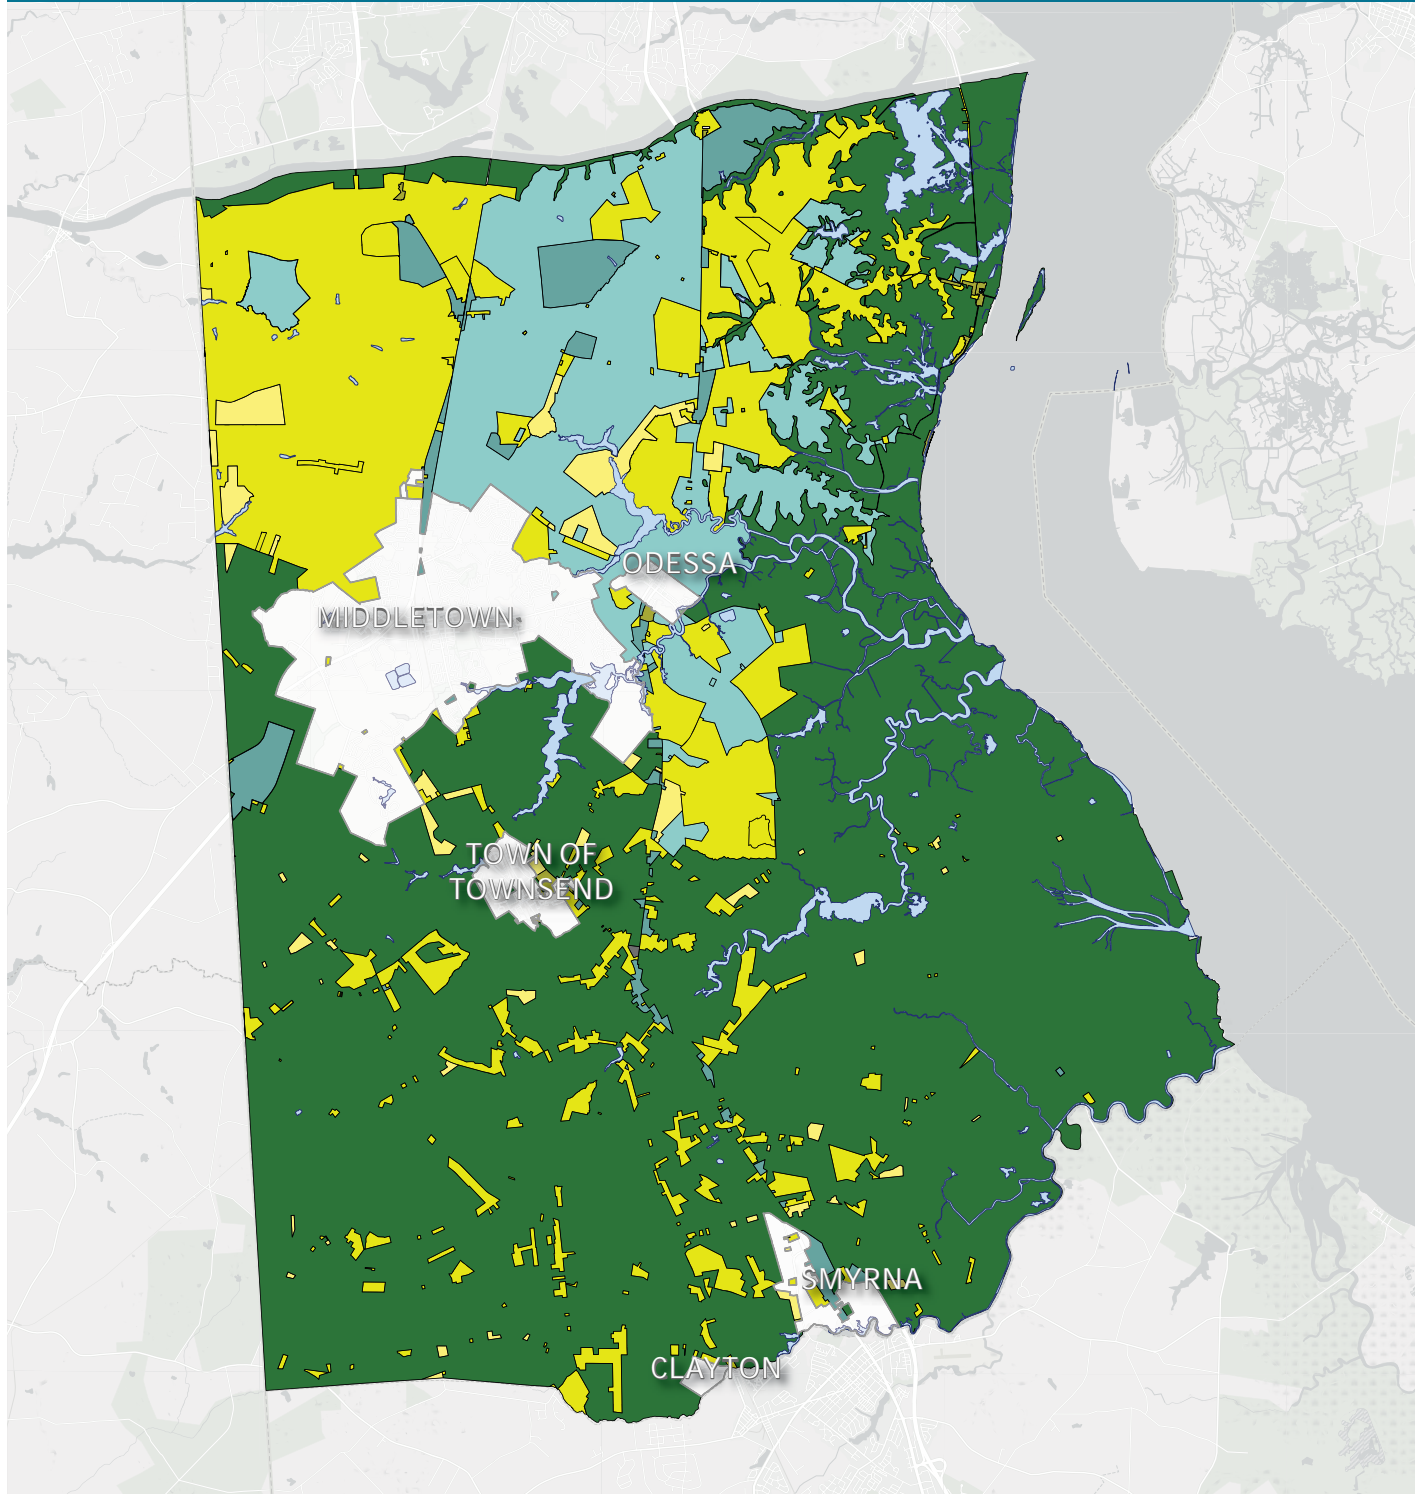 ODESSA
MIDDLETOWN
TOWN OF
TOWNSEND
SMYRNA
CLAYTON